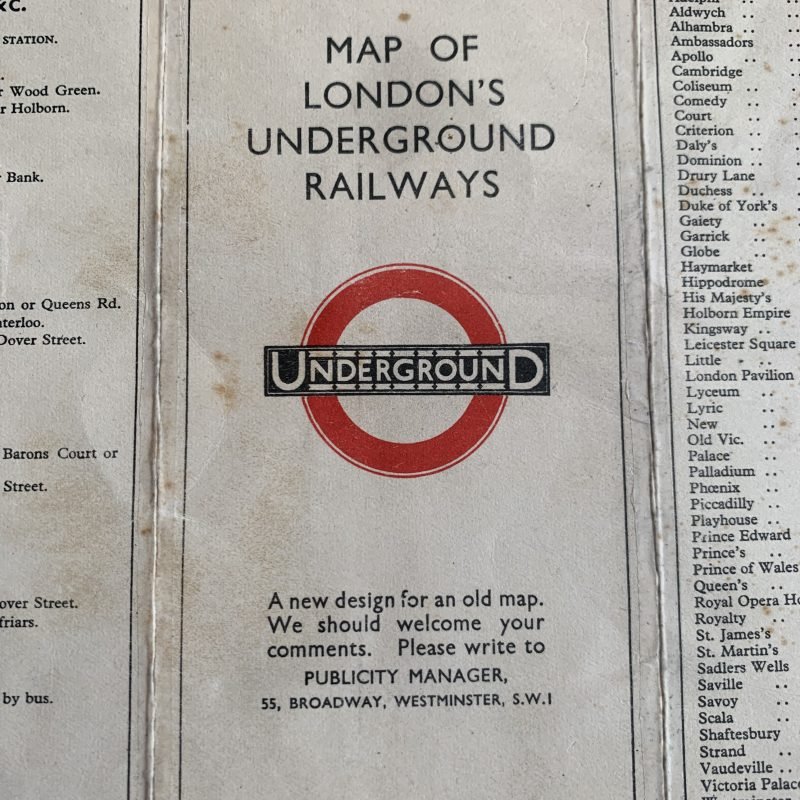 &C.
STATION.
Wood Green.
Holborn.
Bank.
on or Queens Rd.
Dover Street.
Barons Court or
Street.
Street.
by bus.
MAP OF
LONDON'S
UNDERGROUND
RAILWAYS
UNDERGROUND
A new design for an old map.
We should welcome your
comments. Please write to
PUBLICITY MANAGER,
55, BROADWAY, WESTMINSTER, S.W.1
Aldwych ..
Alhambra ..
Ambassadors
Apollo ..
Cambridge
Coliseum ..
Comedy ..
Court ..
Criterion ..
Daly's ..
Dominion ..
Drury Lane
Duchess ..
Duke of York's
Gaiety ..
Garrick ..
Globe ..
Haymarket
Hippodrome
His Majesty's
Holborn Empire
Kingsway ..
Leicester Square
Little ..
London Pavilion
Lyceum ..
Lyric ..
New ..
Old Vic. ..
Palace ..
Palladium ..
Phœnix ..
Piccadilly ..
Playhouse ..
Prince Edward
Prince's ..
Prince of Wales
Queen's ..
Royal Opera
Royalty ..
St. James's
St. Martin's
Sadlers Wells
Saville ..
Savoy ..
Scala ..
Shaftesbury
Strand ..
Vaudeville ..
Victoria Palace